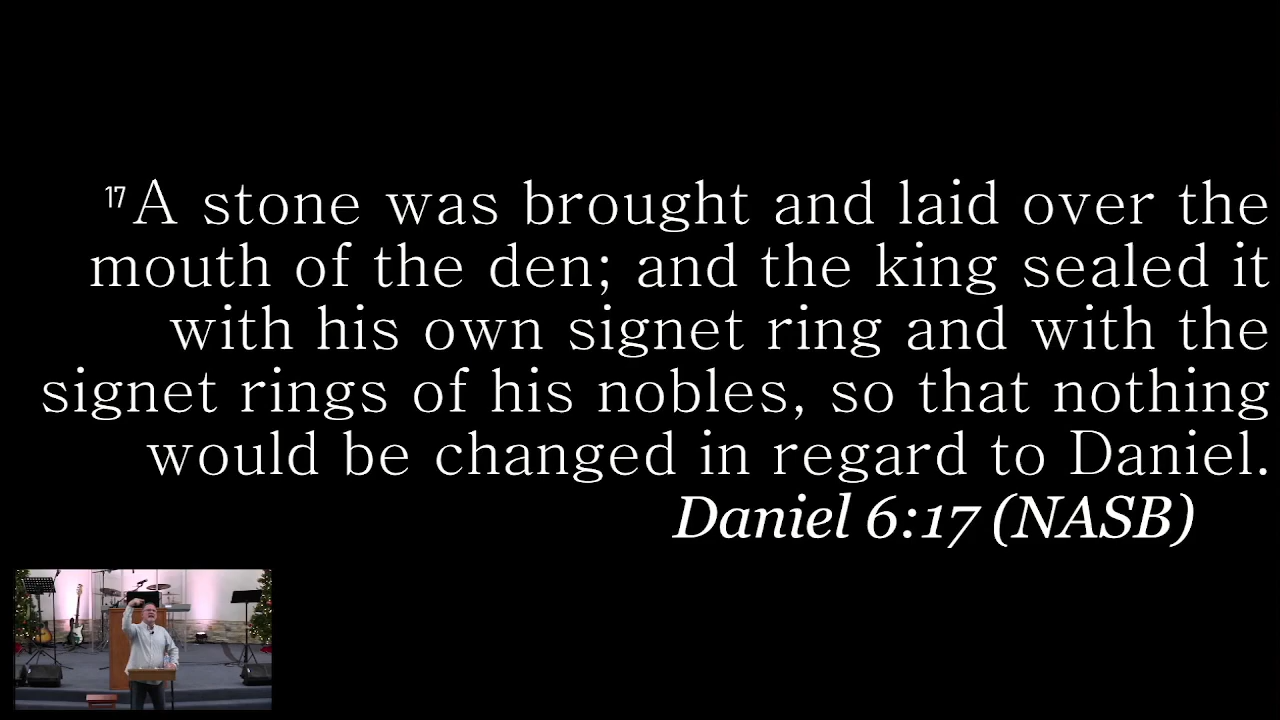 17A stone was brought and laid over the
mouth of the den; and the king sealed it
with his own signet ring and with the
signet rings of his nobles, so that nothing
would be changed in regard to Daniel.
Daniel 6:17 (NASB)